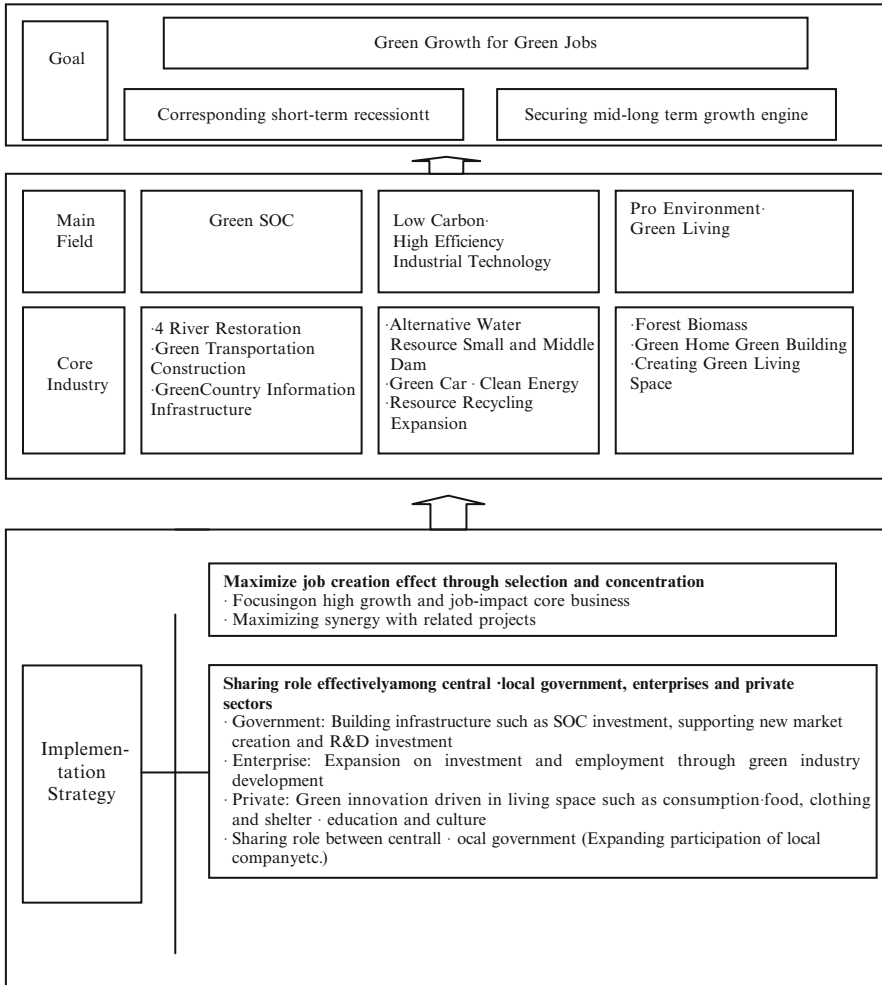 Goal
Green Growth for Green Jobs
Corresponding short-term recessiontt
Securing mid-long term growth engine
Main
Field
Green SOC
Low Carbon·
High Efficiency
Industrial Technology
Pro Environment·
Green Living
Core
Industry
·4 River Restoration
·Green Transportation
Construction
·GreenCountry Information
Infrastructure
·Alternative Water
Resource Small and Middle
Dam
·Green Car · Clean Energy
·Resource Recycling
Expansion
·Forest Biomass
·Green Home Green Building
·Creating Green Living
Space
Implemen-
tation
Strategy
Maximize job creation effect through selection and concentration
· Focusingon high growth and job-impact core business
· Maximizing synergy with related projects
Sharing role effectivelyamong central ·local government, enterprises and private
sectors
· Government: Building infrastructure such as SOC investment, supporting new market
creation and R&D investment
· Enterprise: Expansion on investment and employment through green industry
development
· Private: Green innovation driven in living space such as consumption·food, clothing
and shelter · education and culture
· Sharing role between centrall · ocal government (Expanding participation of local
companyetc.)